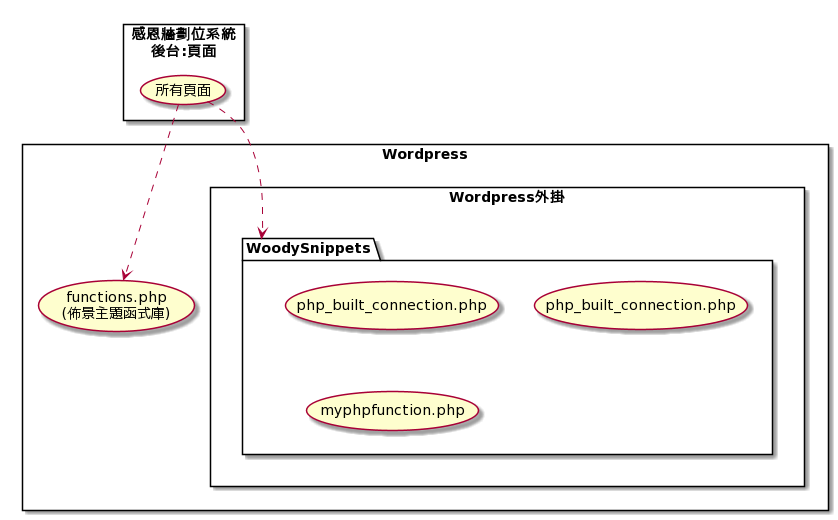 感恩牆劃位系統
後台:頁面
所有頁面
Wordpress
Wordpress外掛
WoodySnippets
functions.php
(佈景主題函式庫)
php_built_connection.php
php_built_connection.php
myphpfunction.php